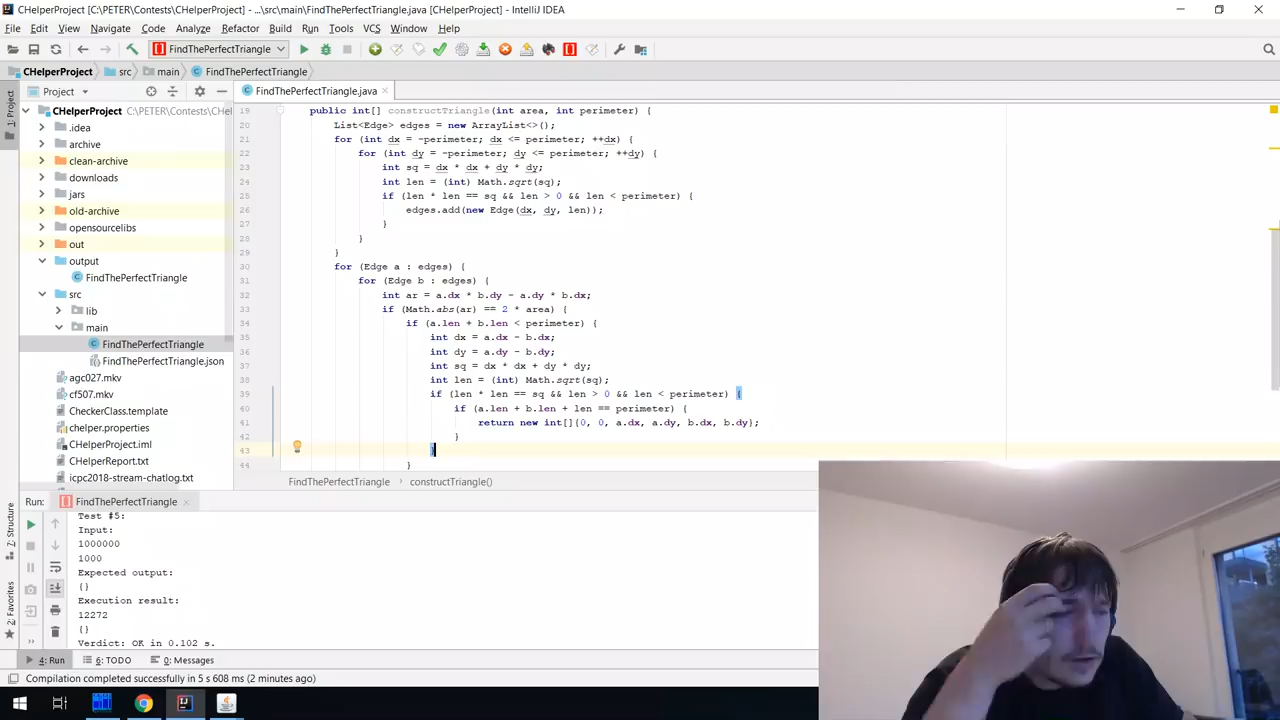 CHelperProject [C:\PETER\Contests\CHelperProject] - ...\src\main\FindThePerfectTriangle.java [CHelperProject] - IntelliJ IDEA
File Edit View Navigate Code Analyze Refactor Build Run Tools VCS Window Help
FindThePerfectTriangle
CHelperProject src main FindThePerfectTriangle
Project
FindThePerfectTriangle.java
1: Project
CHelperProject C:\PETER\Contests\CHel
.idea
archive
clean-archive
downloads
jars
old-archive
opensourcelibs
out
output
FindThePerfectTriangle
src
lib
main
FindThePerfectTriangle
FindThePerfectTriangle.json
agc027.mkv
cf507.mkv
CheckerClass.template
chelper.properties
CHelperProject.iml
CHelperReport.txt
icpc2018-stream-chatlog.txt
19 public int[] constructTriangle(int area, int perimeter) {
20 List<Edge> edges = new ArrayList<>();
21 for (int dx = -perimeter; dx <= perimeter; ++dx) {
22 for (int dy = -perimeter; dy <= perimeter; ++dy) {
23 int sq = dx * dx + dy * dy;
24 int len = (int) Math.sqrt(sq);
25 if (len * len == sq && len > 0 && len < perimeter) {
26 edges.add(new Edge(dx, dy, len));
27 }
28 }
29 }
30 for (Edge a : edges) {
31 for (Edge b : edges) {
32 int ar = a.dx * b.dy - a.dy * b.dx;
33 if (Math.abs(ar) == 2 * area) {
34 if (a.len + b.len < perimeter) {
35 int dx = a.dx - b.dx;
36 int dy = a.dy - b.dy;
37 int sq = dx * dx + dy * dy;
38 int len = (int) Math.sqrt(sq);
39 if (len * len == sq && len > 0 && len < perimeter) {
40 if (a.len + b.len + len == perimeter) {
41 return new int[]{0, 0, a.dx, a.dy, b.dx, b.dy};
42 }
43 }
44 }
FindThePerfectTriangle constructTriangle()
Run: FindThePerfectTriangle
7: Structure
2: Favorites
Test #5:
Input:
1000000
1000
Expected output:
{}
Execution result:
12272
{}
Verdict: OK in 0.102 s.
4: Run 6: TODO 0: Messages
Compilation completed successfully in 5 s 608 ms (2 minutes ago)